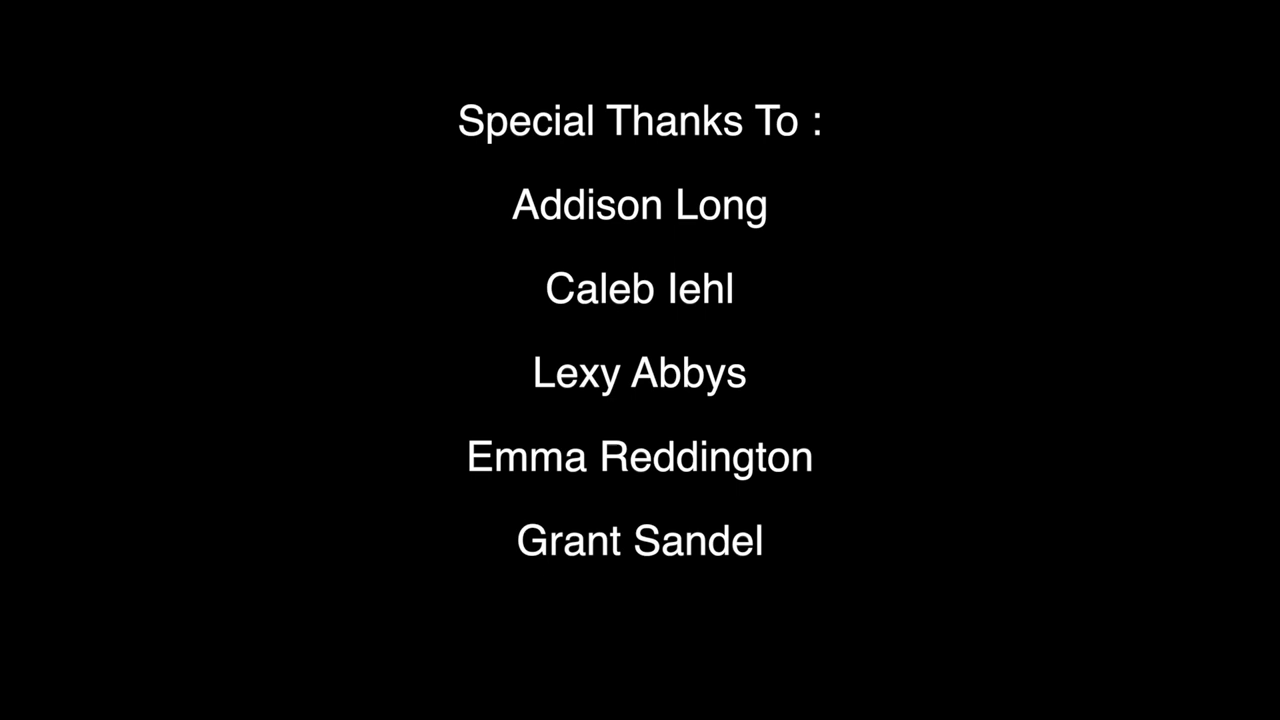 Special Thanks To :
Addison Long
Caleb Iehl
Lexy Abbys
Emma Reddington
Grant Sandel